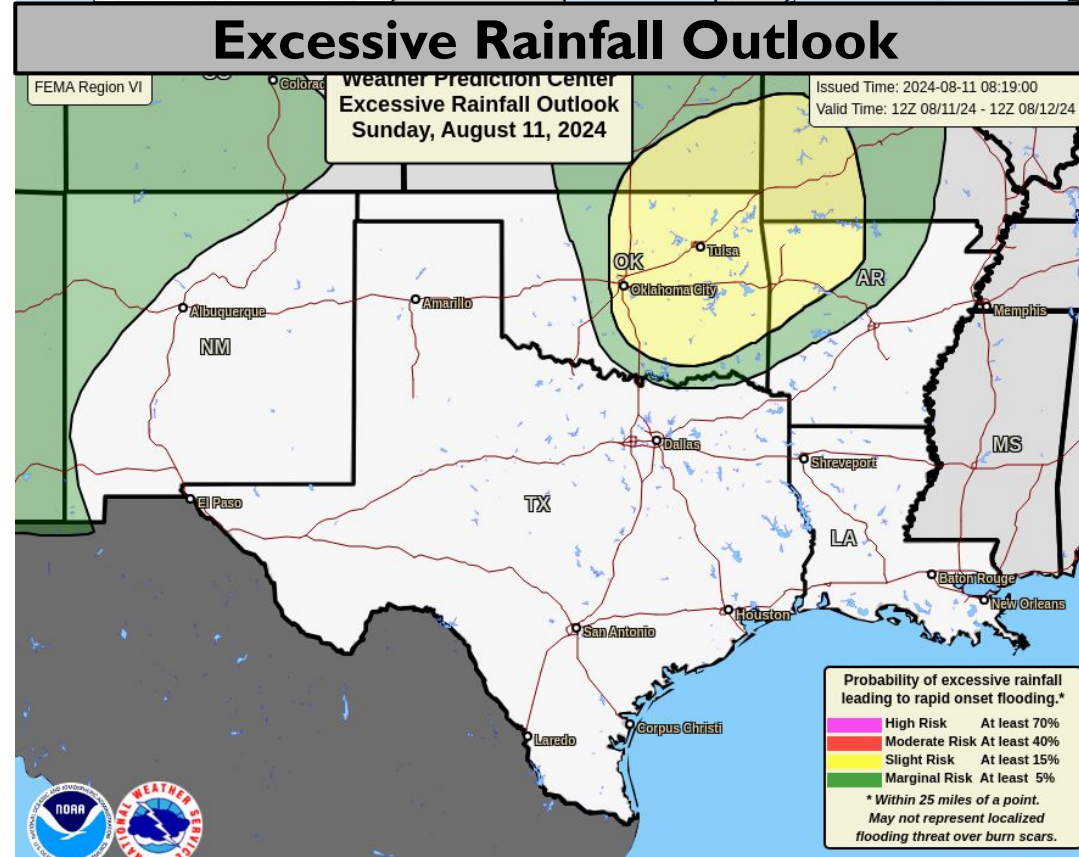 Excessive Rainfall Outlook
FEMA Region VI
Weather Prediction Center
Excessive Rainfall Outlook
Sunday, August 11, 2024
Issued Time: 2024-08-11 08:19:00
Valid Time: 12Z 08/11/24 - 12Z 08/12/24
Colorad
Tulsa
OK
Oklahoma City
AR
Amarillo
Albuquerque
Memphis
NM
Dallas
MS
Shreveport
El Paso
TX
LA
Baton Rouge
New Orleans
Houston
San Antonio
Corpus Christi
Laredo
Probability of excessive rainfall
leading to rapid onset flooding.*
High Risk At least 70%
Moderate Risk At least 40%
Slight Risk At least 15%
Marginal Risk At least 5%
* Within 25 miles of a point.
May not represent localized
flooding threat over burn scars.
NOAA
NATIONAL WEATHER SERVICE